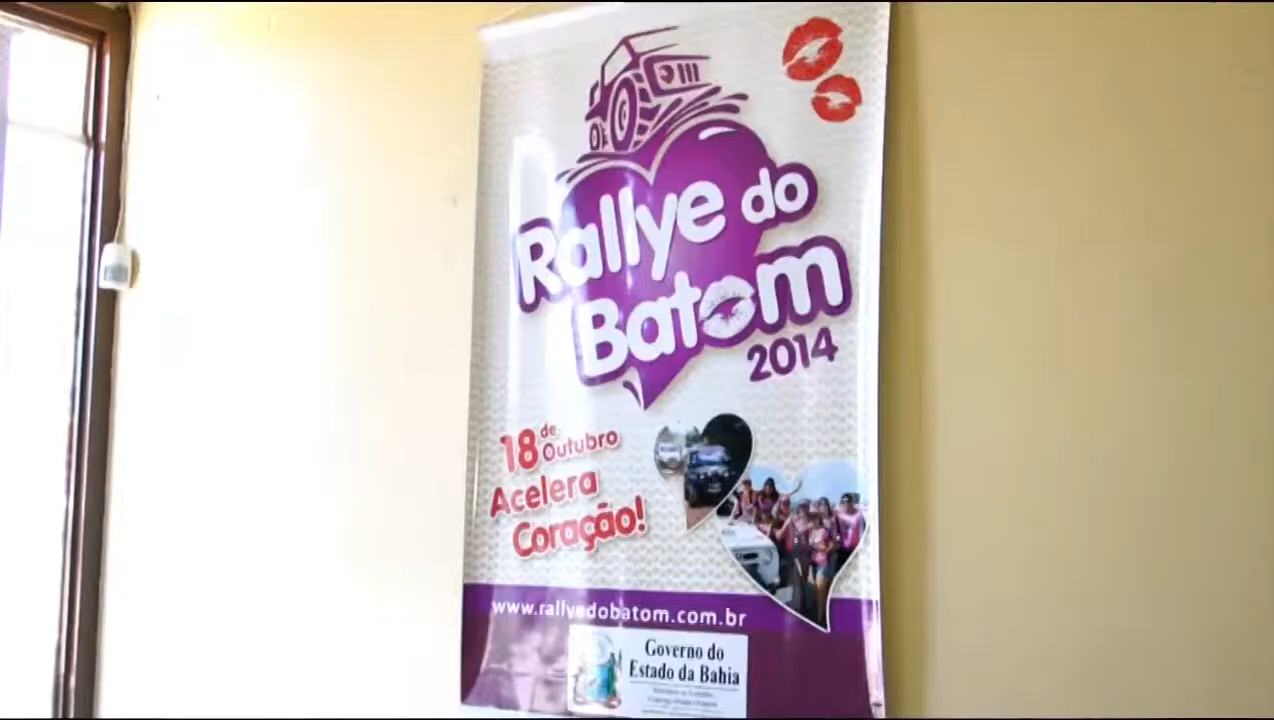 Rallye do
Batom
2014
18 de Outubro
Acelera
Coração!
www.rallyedobatom.com.br
Governo do
Estado da Bahia